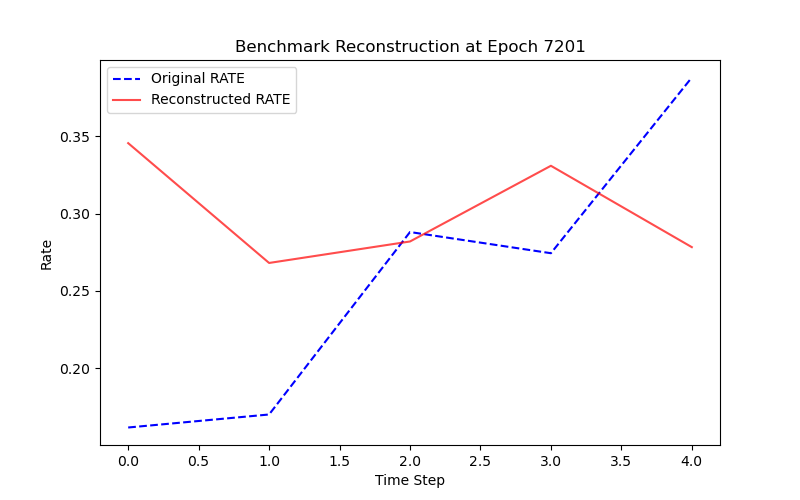 Benchmark Reconstruction at Epoch 7201
Original RATE
Reconstructed RATE
0.35
0.30
0.25
0.20
Rate
0.0 0.5 1.0 1.5 2.0 2.5 3.0 3.5 4.0
Time Step